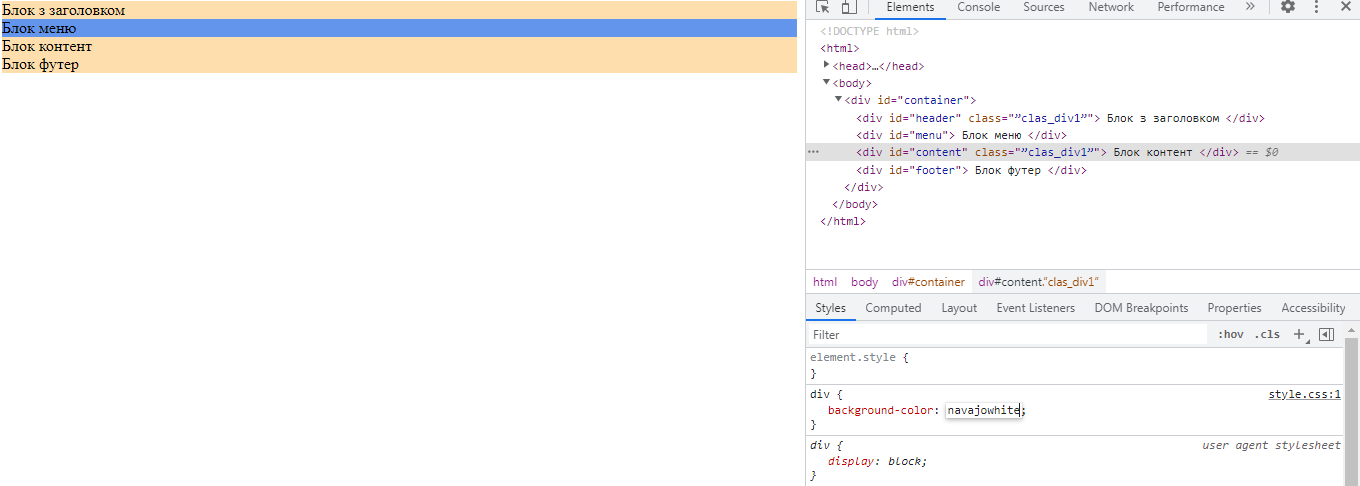 Блок з заголовком
Блок меню
Блок контент
Блок футер
Elements Console Sources Network Performance »
<!DOCTYPE html>
<html>
<head>…</head>
<body>
<div id="container">
<div id="header" class="”clas_div1”"> Блок з заголовком </div>
<div id="menu"> Блок меню </div>
<div id="content" class="”clas_div1”"> Блок контент </div> == $0
<div id="footer"> Блок футер </div>
</div>
</body>
</html>
html body div#container div#content.”clas_div1”
Styles Computed Layout Event Listeners DOM Breakpoints Properties Accessibility
Filter :hov .cls +
element.style {
}
div { style.css:1
background-color: navajowhite;
}
div { user agent stylesheet
display: block;
}